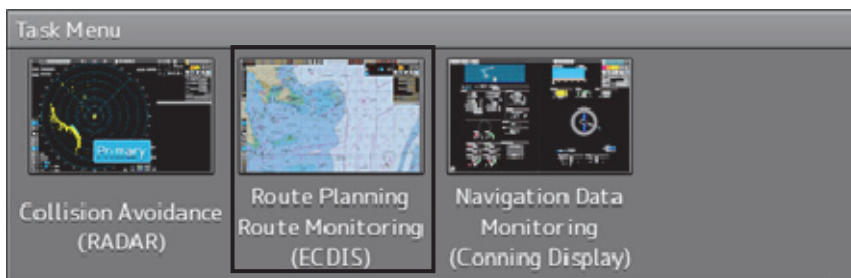 Task Menu
Primary
Collision Avoidance
(RADAR)
Route Planning
Route Monitoring
(ECDIS)
Navigation Data
Monitoring
(Conning Display)